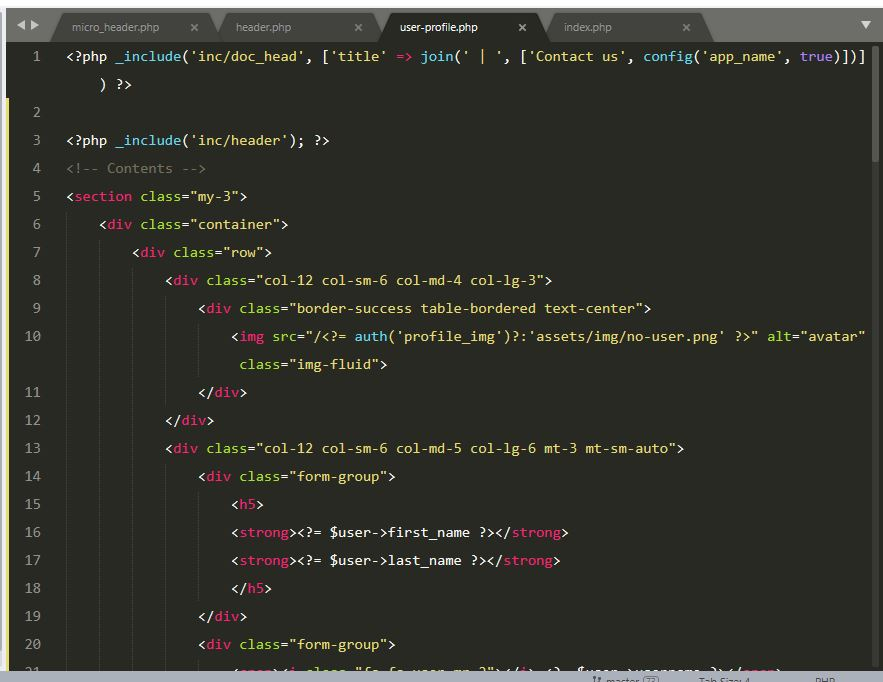 micro_header.php × header.php × user-profile.php × index.php ×
1 <?php _include('inc/doc_head', ['title' => join(' | ', ['Contact us', config('app_name', true)])]
) ?>
2
3 <?php _include('inc/header'); ?>
4 <!-- Contents -->
5 <section class="my-3">
6 <div class="container">
7 <div class="row">
8 <div class="col-12 col-sm-6 col-md-4 col-lg-3">
9 <div class="border-success table-bordered text-center">
10 <img src="/<?= auth('profile_img')?:'assets/img/no-user.png' ?>" alt="avatar"
class="img-fluid">
11 </div>
12 </div>
13 <div class="col-12 col-sm-6 col-md-5 col-lg-6 mt-3 mt-sm-auto">
14 <div class="form-group">
15 <h5>
16 <strong><?= $user->first_name ?></strong>
17 <strong><?= $user->last_name ?></strong>
18 </h5>
19 </div>
20 <div class="form-group">
21
master 73 Tab Size: 4 PHP